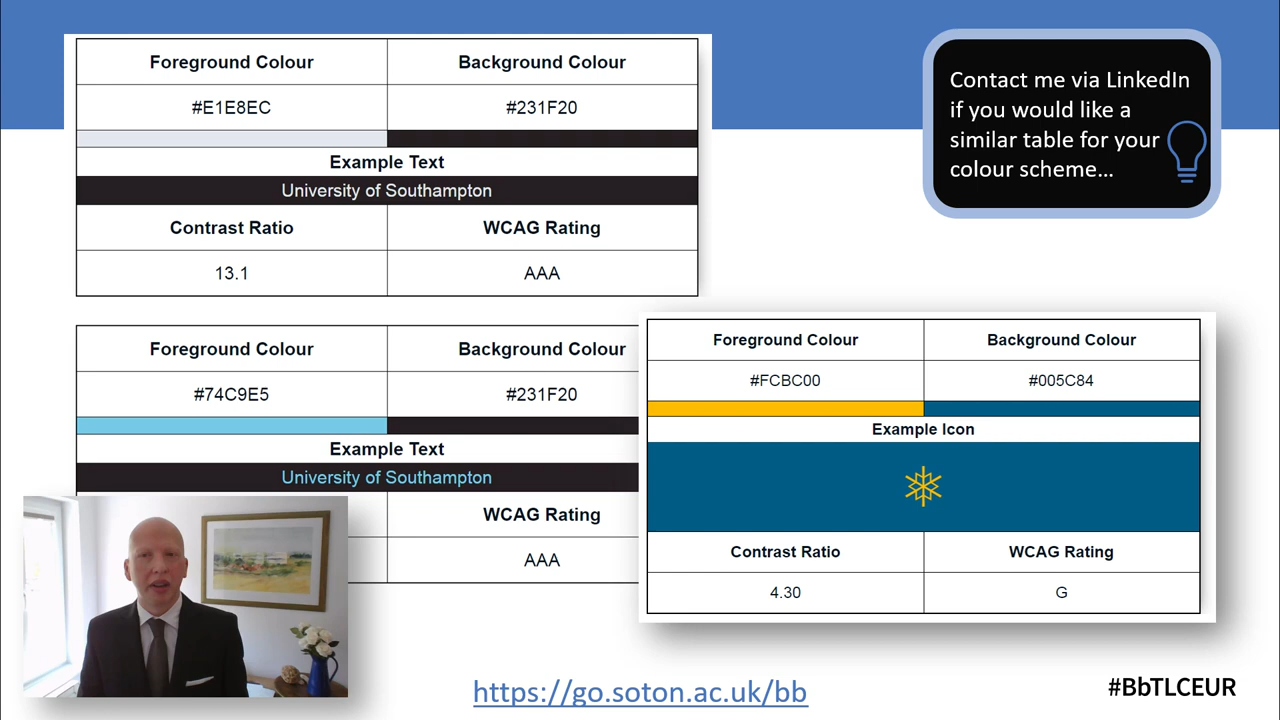 Foreground Colour Background Colour
#E1E8EC #231F20
Example Text
University of Southampton
Contrast Ratio WCAG Rating
13.1 AAA
Contact me via LinkedIn
if you would like a
similar table for your
colour scheme...
Foreground Colour Background Colour
#74C9E5 #231F20
Example Text
University of Southampton
WCAG Rating
AAA
Foreground Colour Background Colour
#FCBC00 #005C84
Example Icon
Contrast Ratio WCAG Rating
4.30 G
https://go.soton.ac.uk/bb
#BbTLCEUR